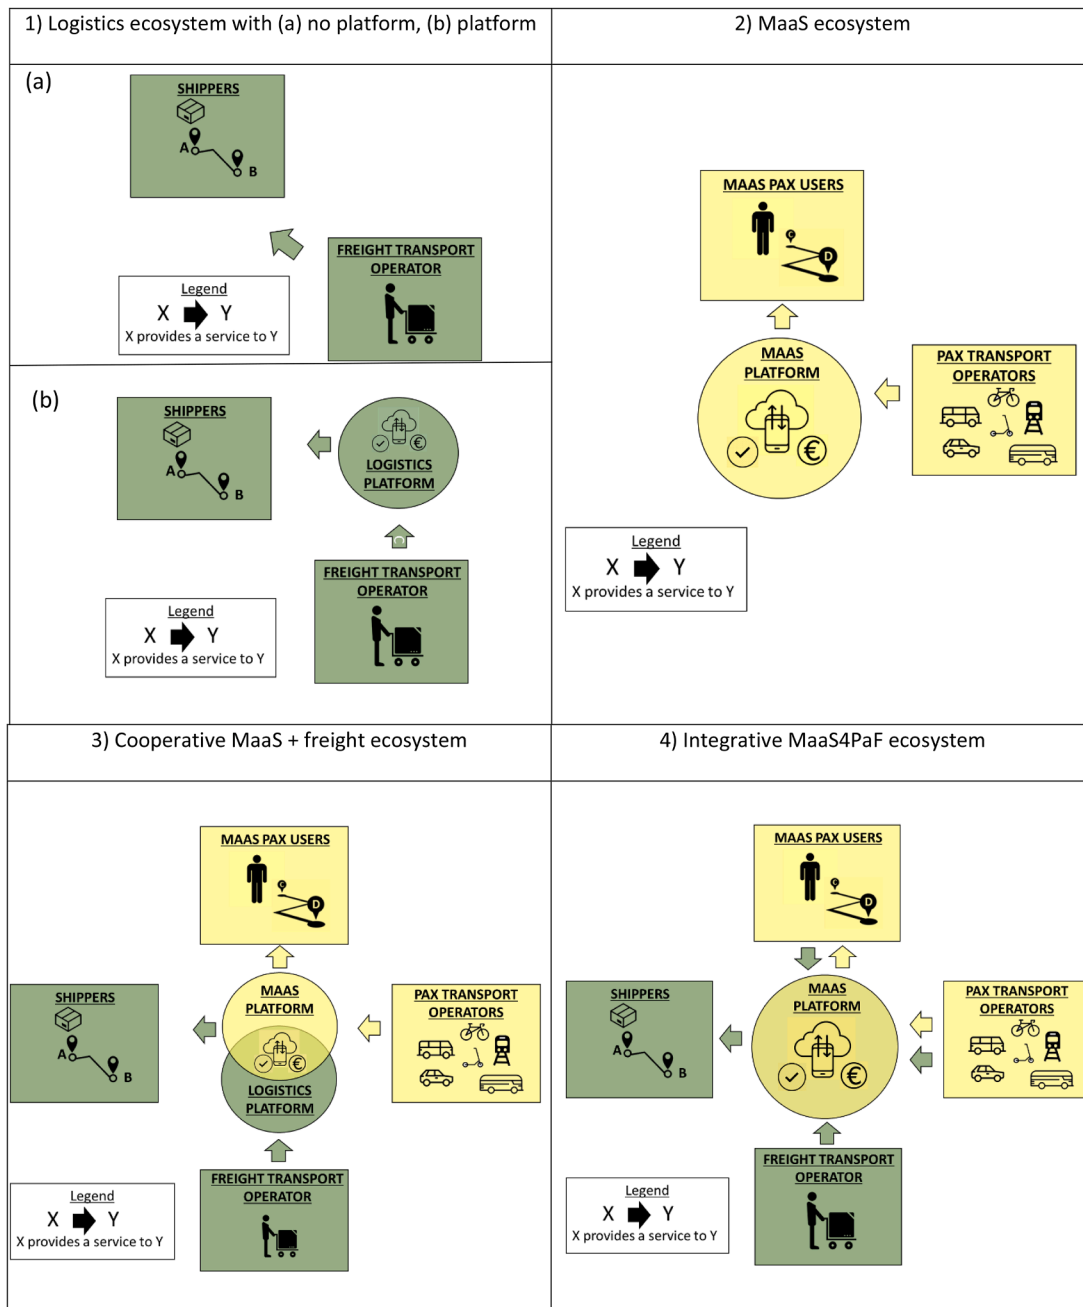 1) Logistics ecosystem with (a) no platform, (b) platform
2) MaaS ecosystem
(a)
SHIPPERS
A
B
FREIGHT TRANSPORT
OPERATOR
Legend
X Y
X provides a service to Y
(b)
SHIPPERS
A
B
€
LOGISTICS
PLATFORM
FREIGHT TRANSPORT
OPERATOR
Legend
X Y
X provides a service to Y
MAAS PAX USERS
C
D
MAAS
PLATFORM
€
PAX TRANSPORT
OPERATORS
Legend
X Y
X provides a service to Y
3) Cooperative MaaS + freight ecosystem
4) Integrative MaaS4PaF ecosystem
MAAS PAX USERS
C
D
SHIPPERS
A
B
MAAS
PLATFORM
€
LOGISTICS
PLATFORM
PAX TRANSPORT
OPERATORS
FREIGHT TRANSPORT
OPERATOR
Legend
X Y
X provides a service to Y
MAAS PAX USERS
C
D
SHIPPERS
A
B
MAAS
PLATFORM
€
PAX TRANSPORT
OPERATORS
FREIGHT TRANSPORT
OPERATOR
Legend
X Y
X provides a service to Y